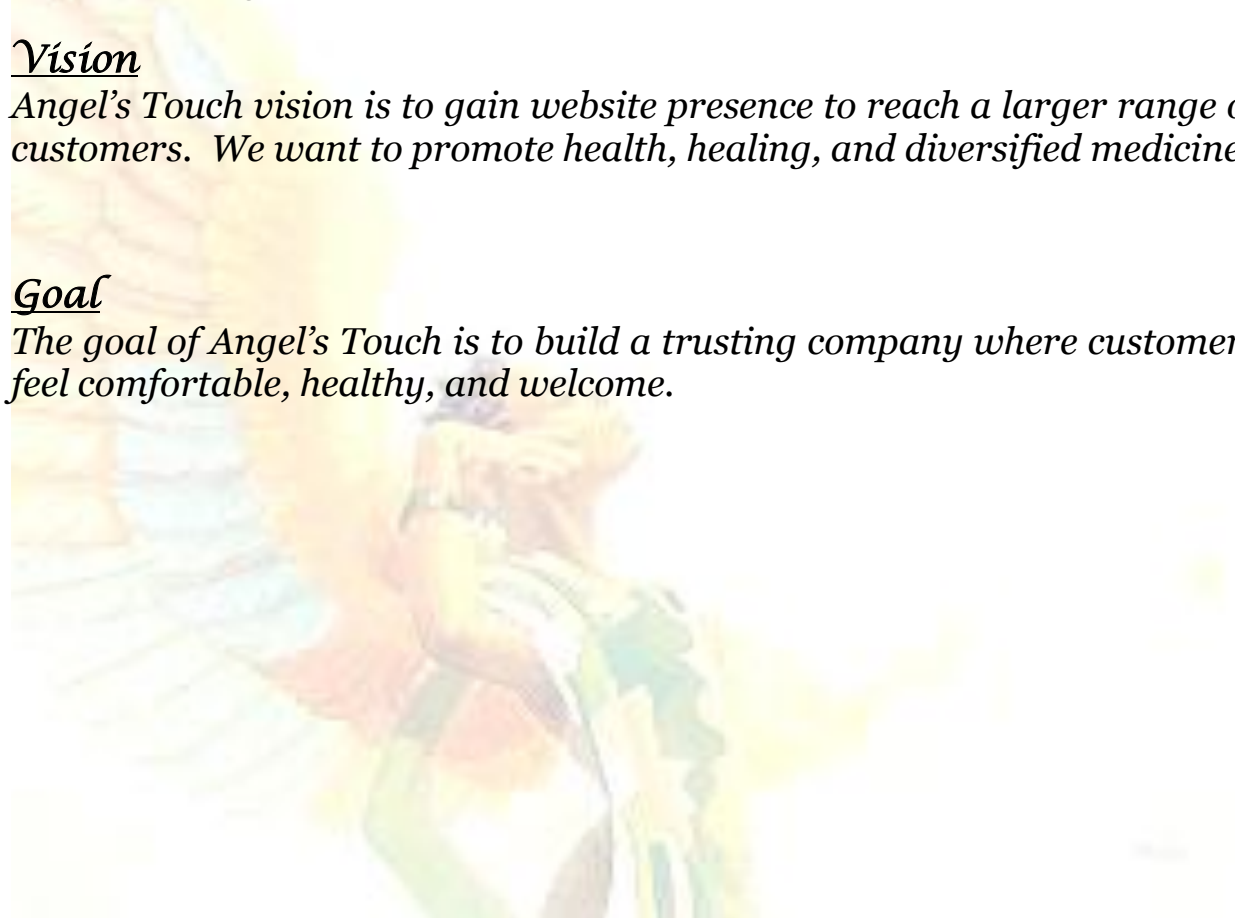 Vision
Angel’s Touch vision is to gain website presence to reach a larger range
customers.  We want to promote health, healing, and diversified medicine
Goal
The goal of Angel’s Touch is to build a trusting company where customer
feel comfortable, healthy, and welcome.